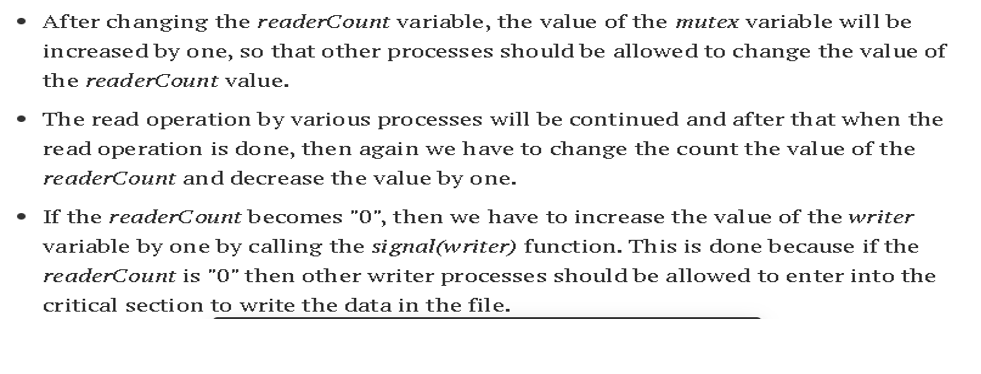 • After changing the readerCount variable, the value of the mutex variable will be
increased by one, so that other processes should be allowed to change the value of
the readerCount value.
• The read operation by various processes will be continued and after that when the
read operation is done, then again we have to change the count the value of the
readerCount and decrease the value by one.
• If the readerCount becomes "0", then we have to increase the value of the writer
variable by one by calling the signal(writer) function. This is done because if the
readerCount is "0" then other writer processes should be allowed to enter into the
critical section to write the data in the file.